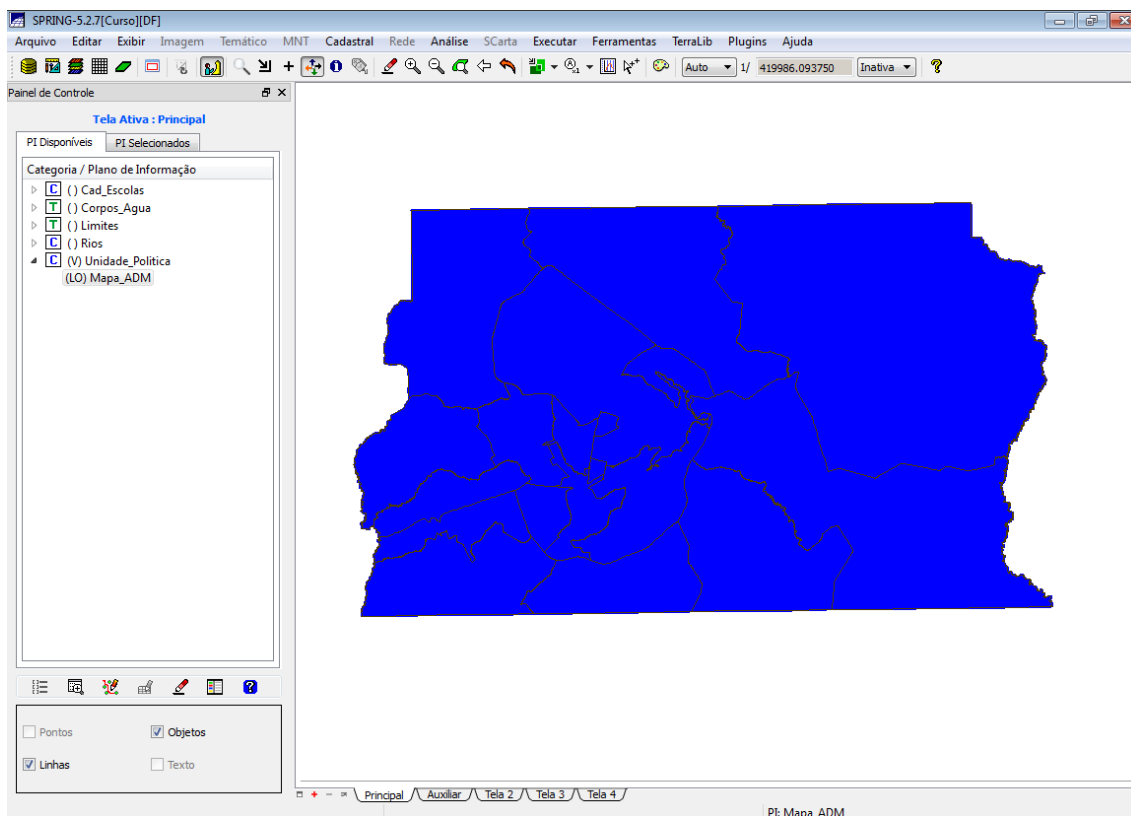 SPRING-5.2.7[Curso][DF]
Arquivo Editar Exibir Imagem Temático MNT Cadastral Rede Análise SCarta Executar Ferramentas TerraLib Plugins Ajuda
Auto 1/ 419986.093750 Inativa
Painel de Controle
Tela Ativa : Principal
PI Disponíveis PI Selecionados
Categoria / Plano de Informação
C ( ) Cad_Escolas
T ( ) Corpos_Agua
T ( ) Limites
C ( ) Rios
C (V) Unidade_Politica
(LO) Mapa_ADM
Pontos Objetos
Linhas Texto
Principal Auxiliar Tela 2 Tela 3 Tela 4
PI: Mapa_ADM